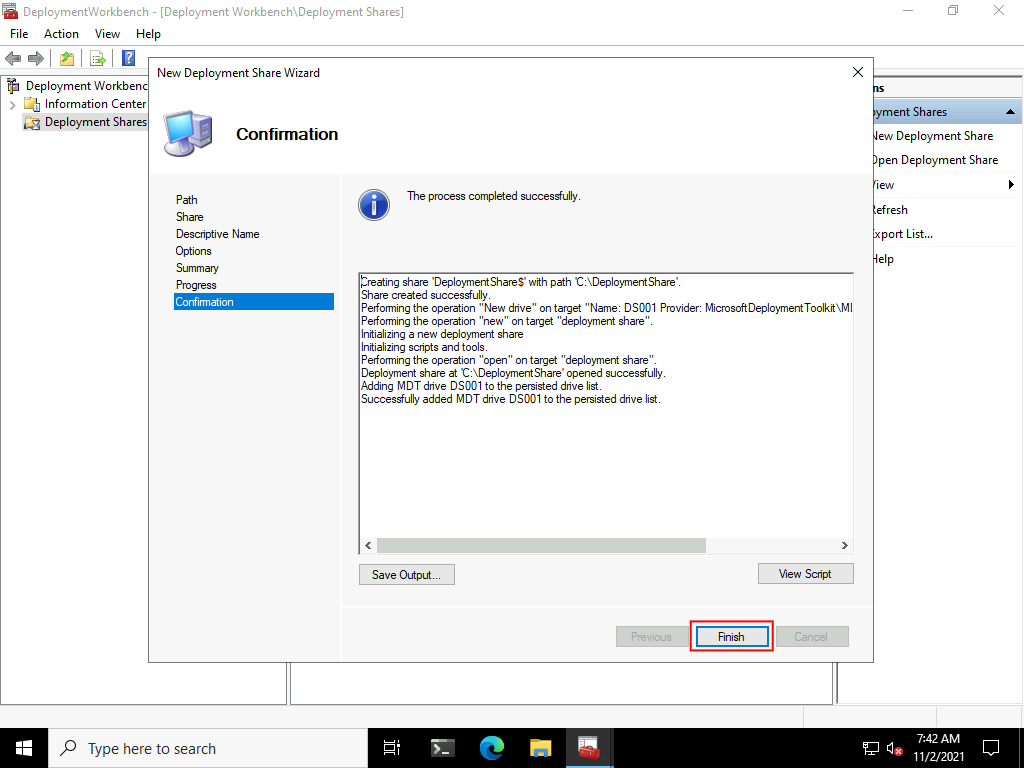 DeploymentWorkbench - [Deployment Workbench\Deployment Shares]
File Action View Help
Deployment Workbenc
Information Center
Deployment Shares
New Deployment Share Wizard
Confirmation
Path
Share
Descriptive Name
Options
Summary
Progress
Confirmation
The process completed successfully.
Creating share 'DeploymentShare$' with path 'C:\DeploymentShare'.
Share created successfully.
Performing the operation "New drive" on target "Name: DS001 Provider: MicrosoftDeploymentToolkit\MI
Performing the operation "new" on target "deployment share".
Initializing a new deployment share
Initializing scripts and tools.
Performing the operation "open" on target "deployment share".
Deployment share at 'C:\DeploymentShare' opened successfully.
Adding MDT drive DS001 to the persisted drive list.
Successfully added MDT drive DS001 to the persisted drive list.
Save Output...
View Script
Previous
Finish
Cancel
ns
oyment Shares
New Deployment Share
Open Deployment Share
View
Refresh
Export List...
Help
Type here to search
7:42 AM
11/2/2021